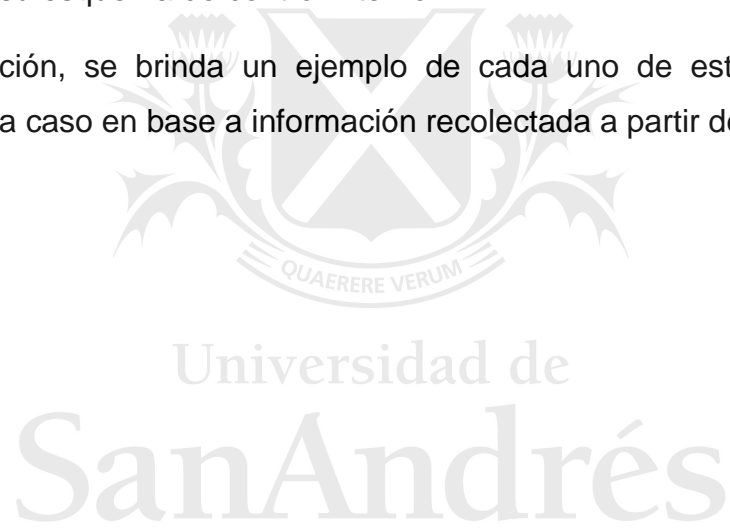 ción, se brinda un ejemplo de cada uno de est
a caso en base a información recolectada a partir de
QUAERERE VERUM
Universidad de
SanAndrés